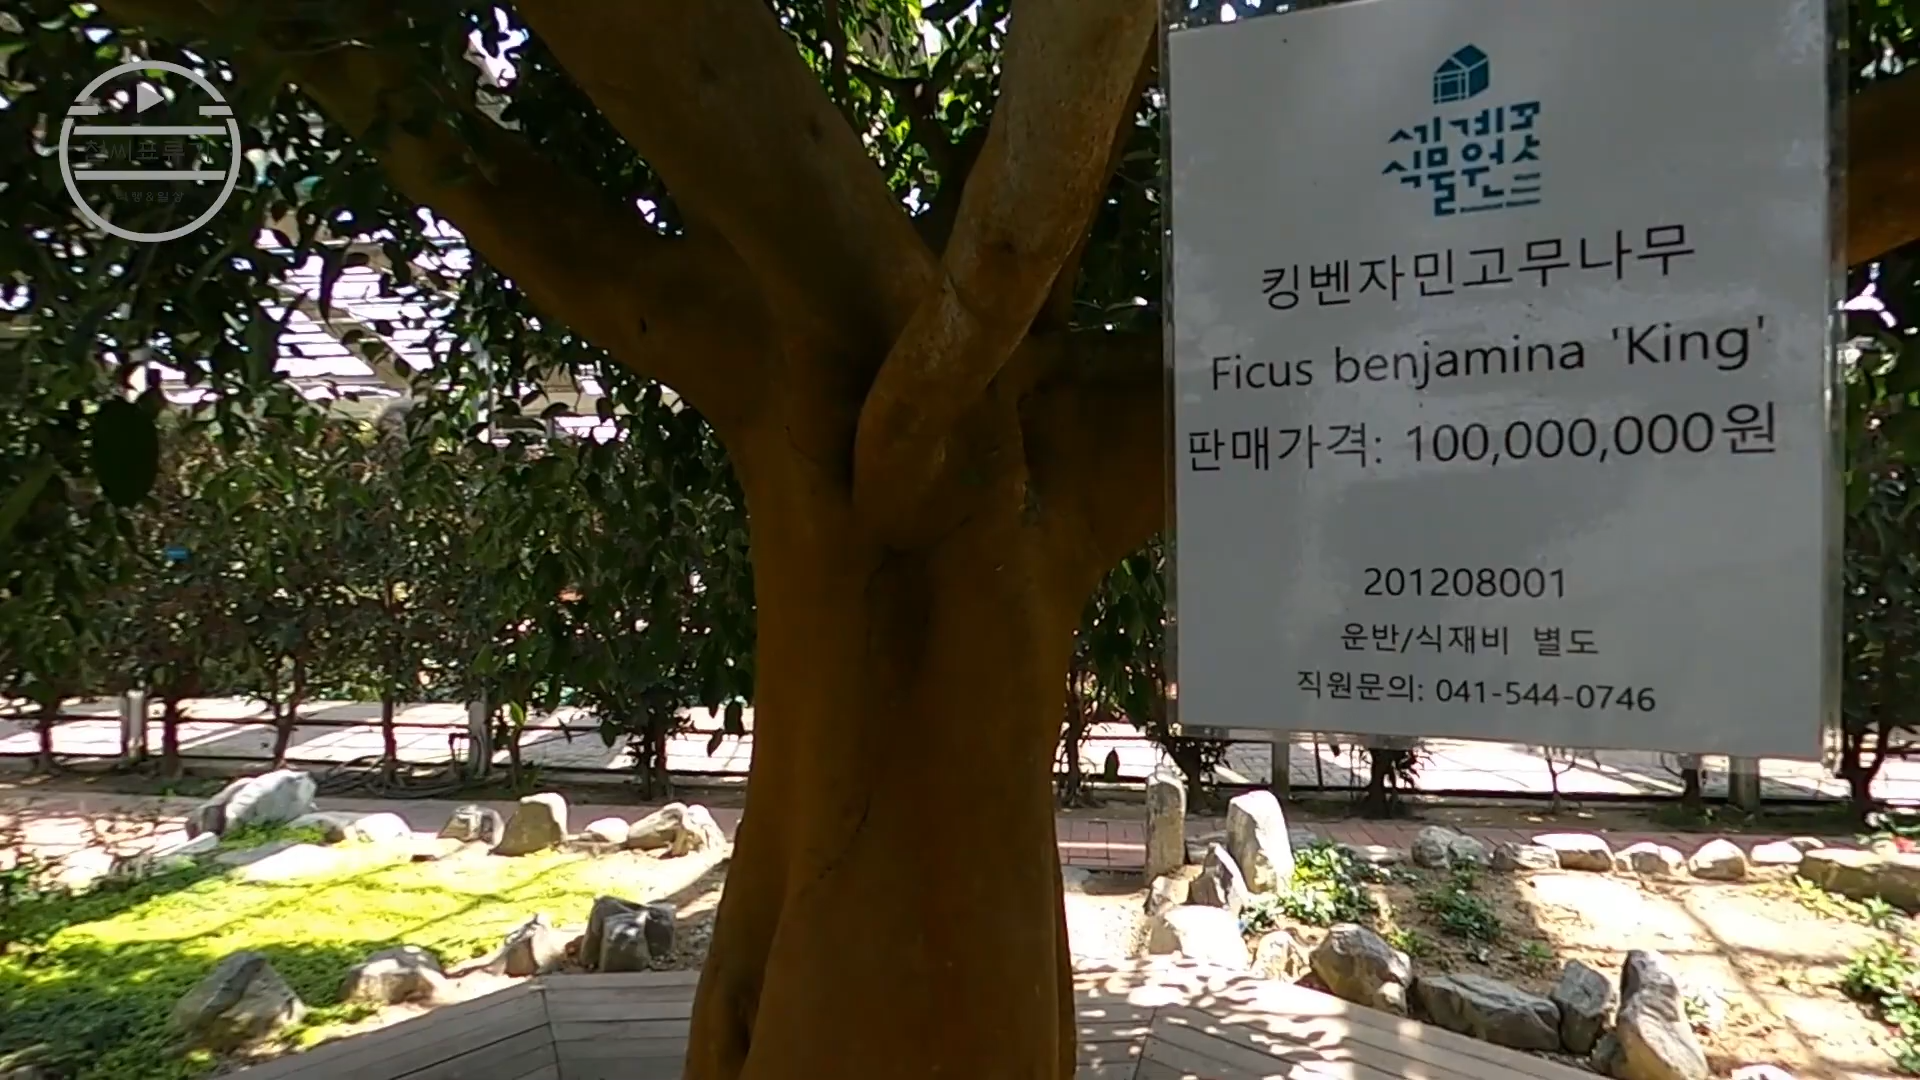 세계꽃
식물원
킹벤자민고무나무
Ficus benjamina 'King'
판매가격: 100,000,000원
201208001
운반/식재비 별도
직원문의: 041-544-0746